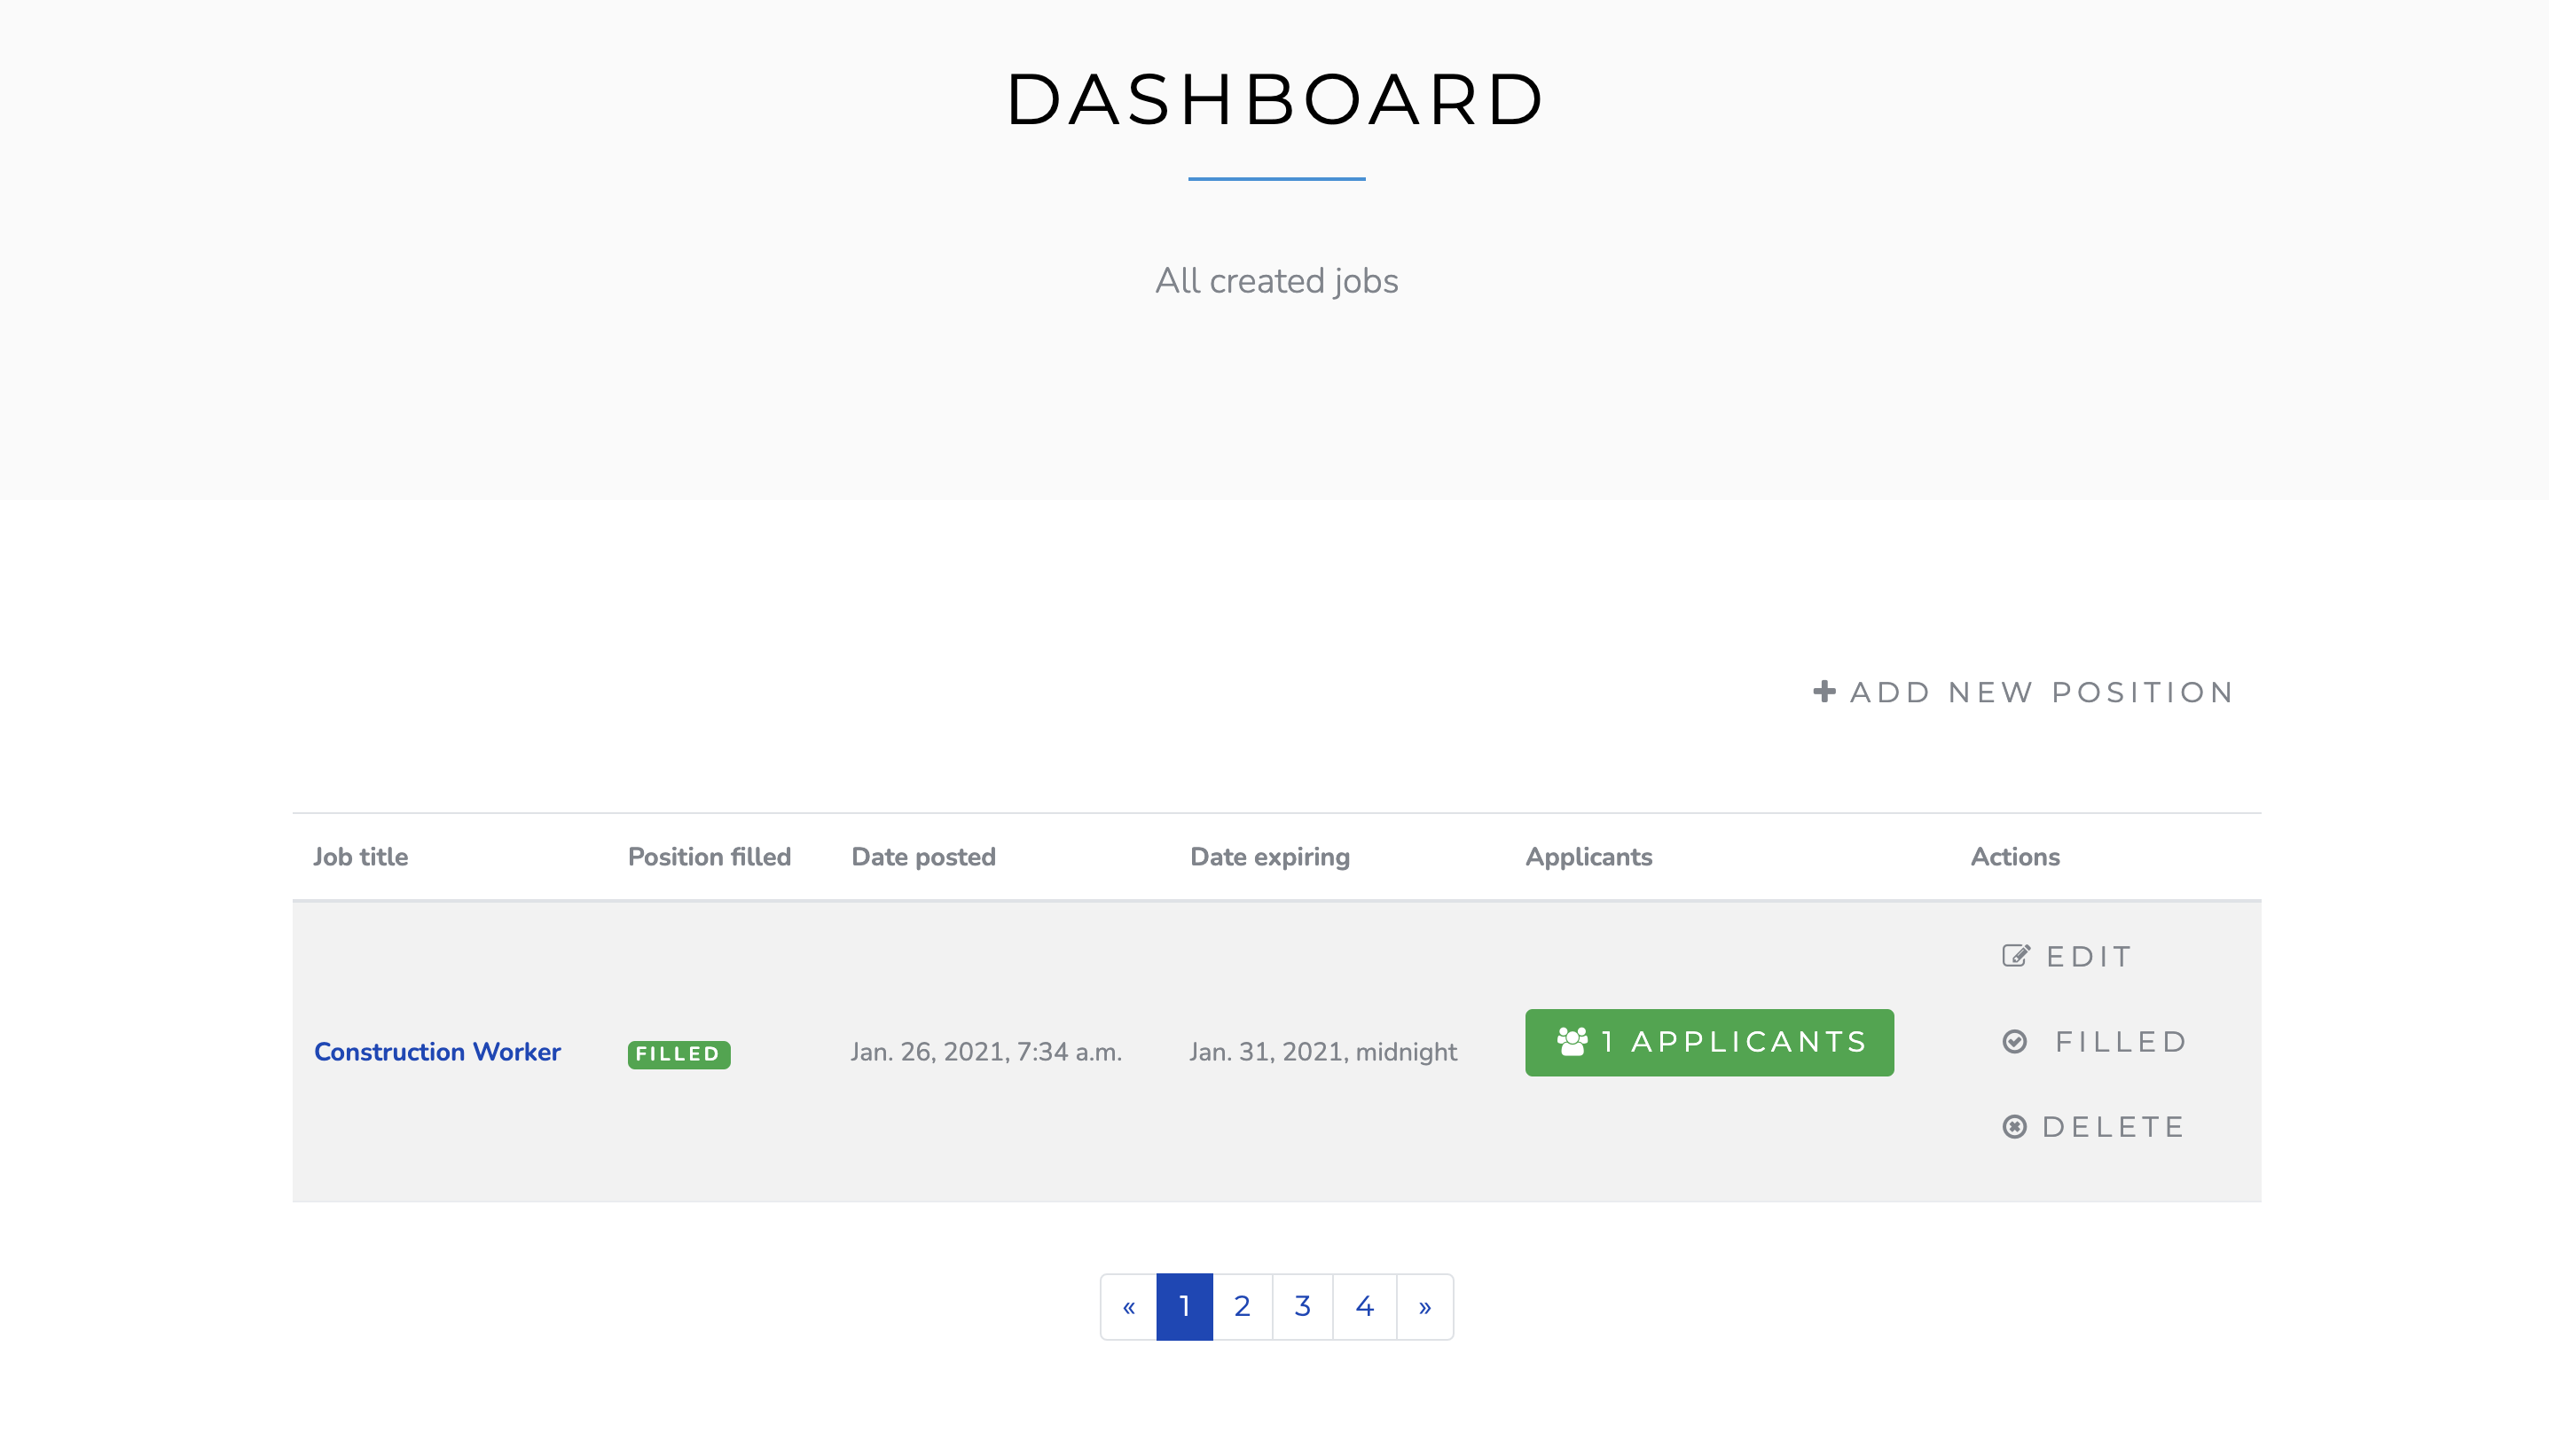 DASHBOARD
All created jobs
ADD NEW POSITION
Job title Position filled Date posted Date expiring Applicants Actions
EDIT
Construction Worker FILLED Jan. 26, 2021, 7:34 a.m. Jan. 31, 2021, midnight 1 APPLICANTS FILLED
DELETE
« 1 2 3 4 »